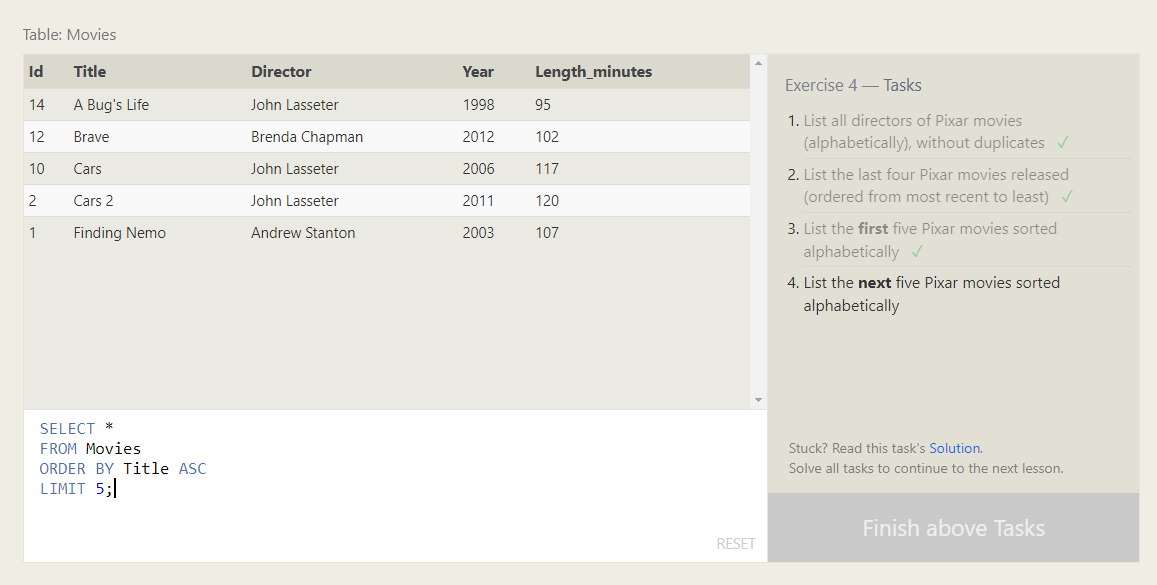 Table: Movies
Id Title Director Year Length_minutes
14 A Bug's Life John Lasseter 1998 95
12 Brave Brenda Chapman 2012 102
10 Cars John Lasseter 2006 117
2 Cars 2 John Lasseter 2011 120
1 Finding Nemo Andrew Stanton 2003 107
SELECT *
FROM Movies
ORDER BY Title ASC
LIMIT 5;
RESET
Exercise 4 — Tasks
1. List all directors of Pixar movies
(alphabetically), without duplicates ✓
2. List the last four Pixar movies released
(ordered from most recent to least) ✓
3. List the first five Pixar movies sorted
alphabetically ✓
4. List the next five Pixar movies sorted
alphabetically
Stuck? Read this task's Solution.
Solve all tasks to continue to the next lesson.
Finish above Tasks